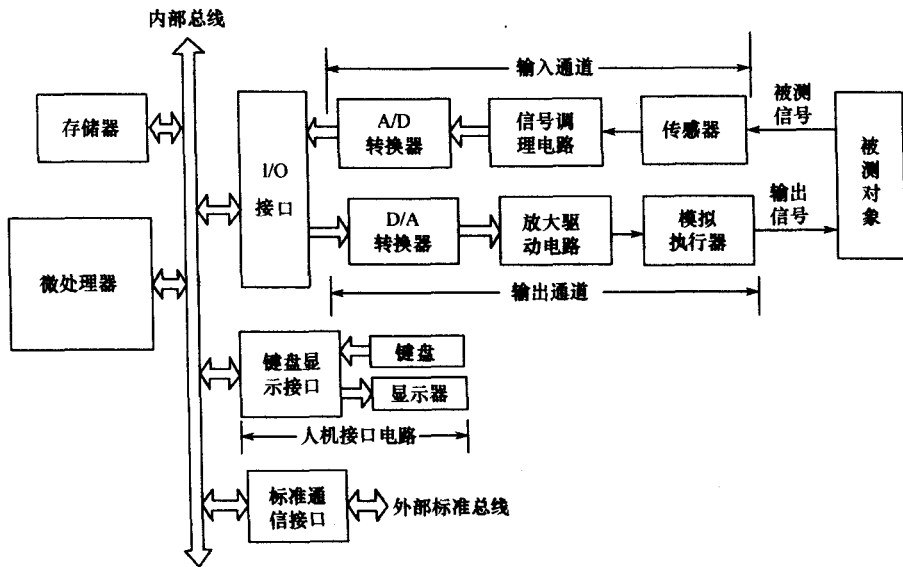 内部总线
输入通道
存储器
I/O
接口
A/D
转换器
信号调
理电路
传感器
被测
信号
被
测
对
象
D/A
转换器
放大驱
动电路
模拟
执行器
输出
信号
微处理器
输出通道
键盘显
示接口
键盘
显示器
人机接口电路
标准通
信接口
外部标准总线